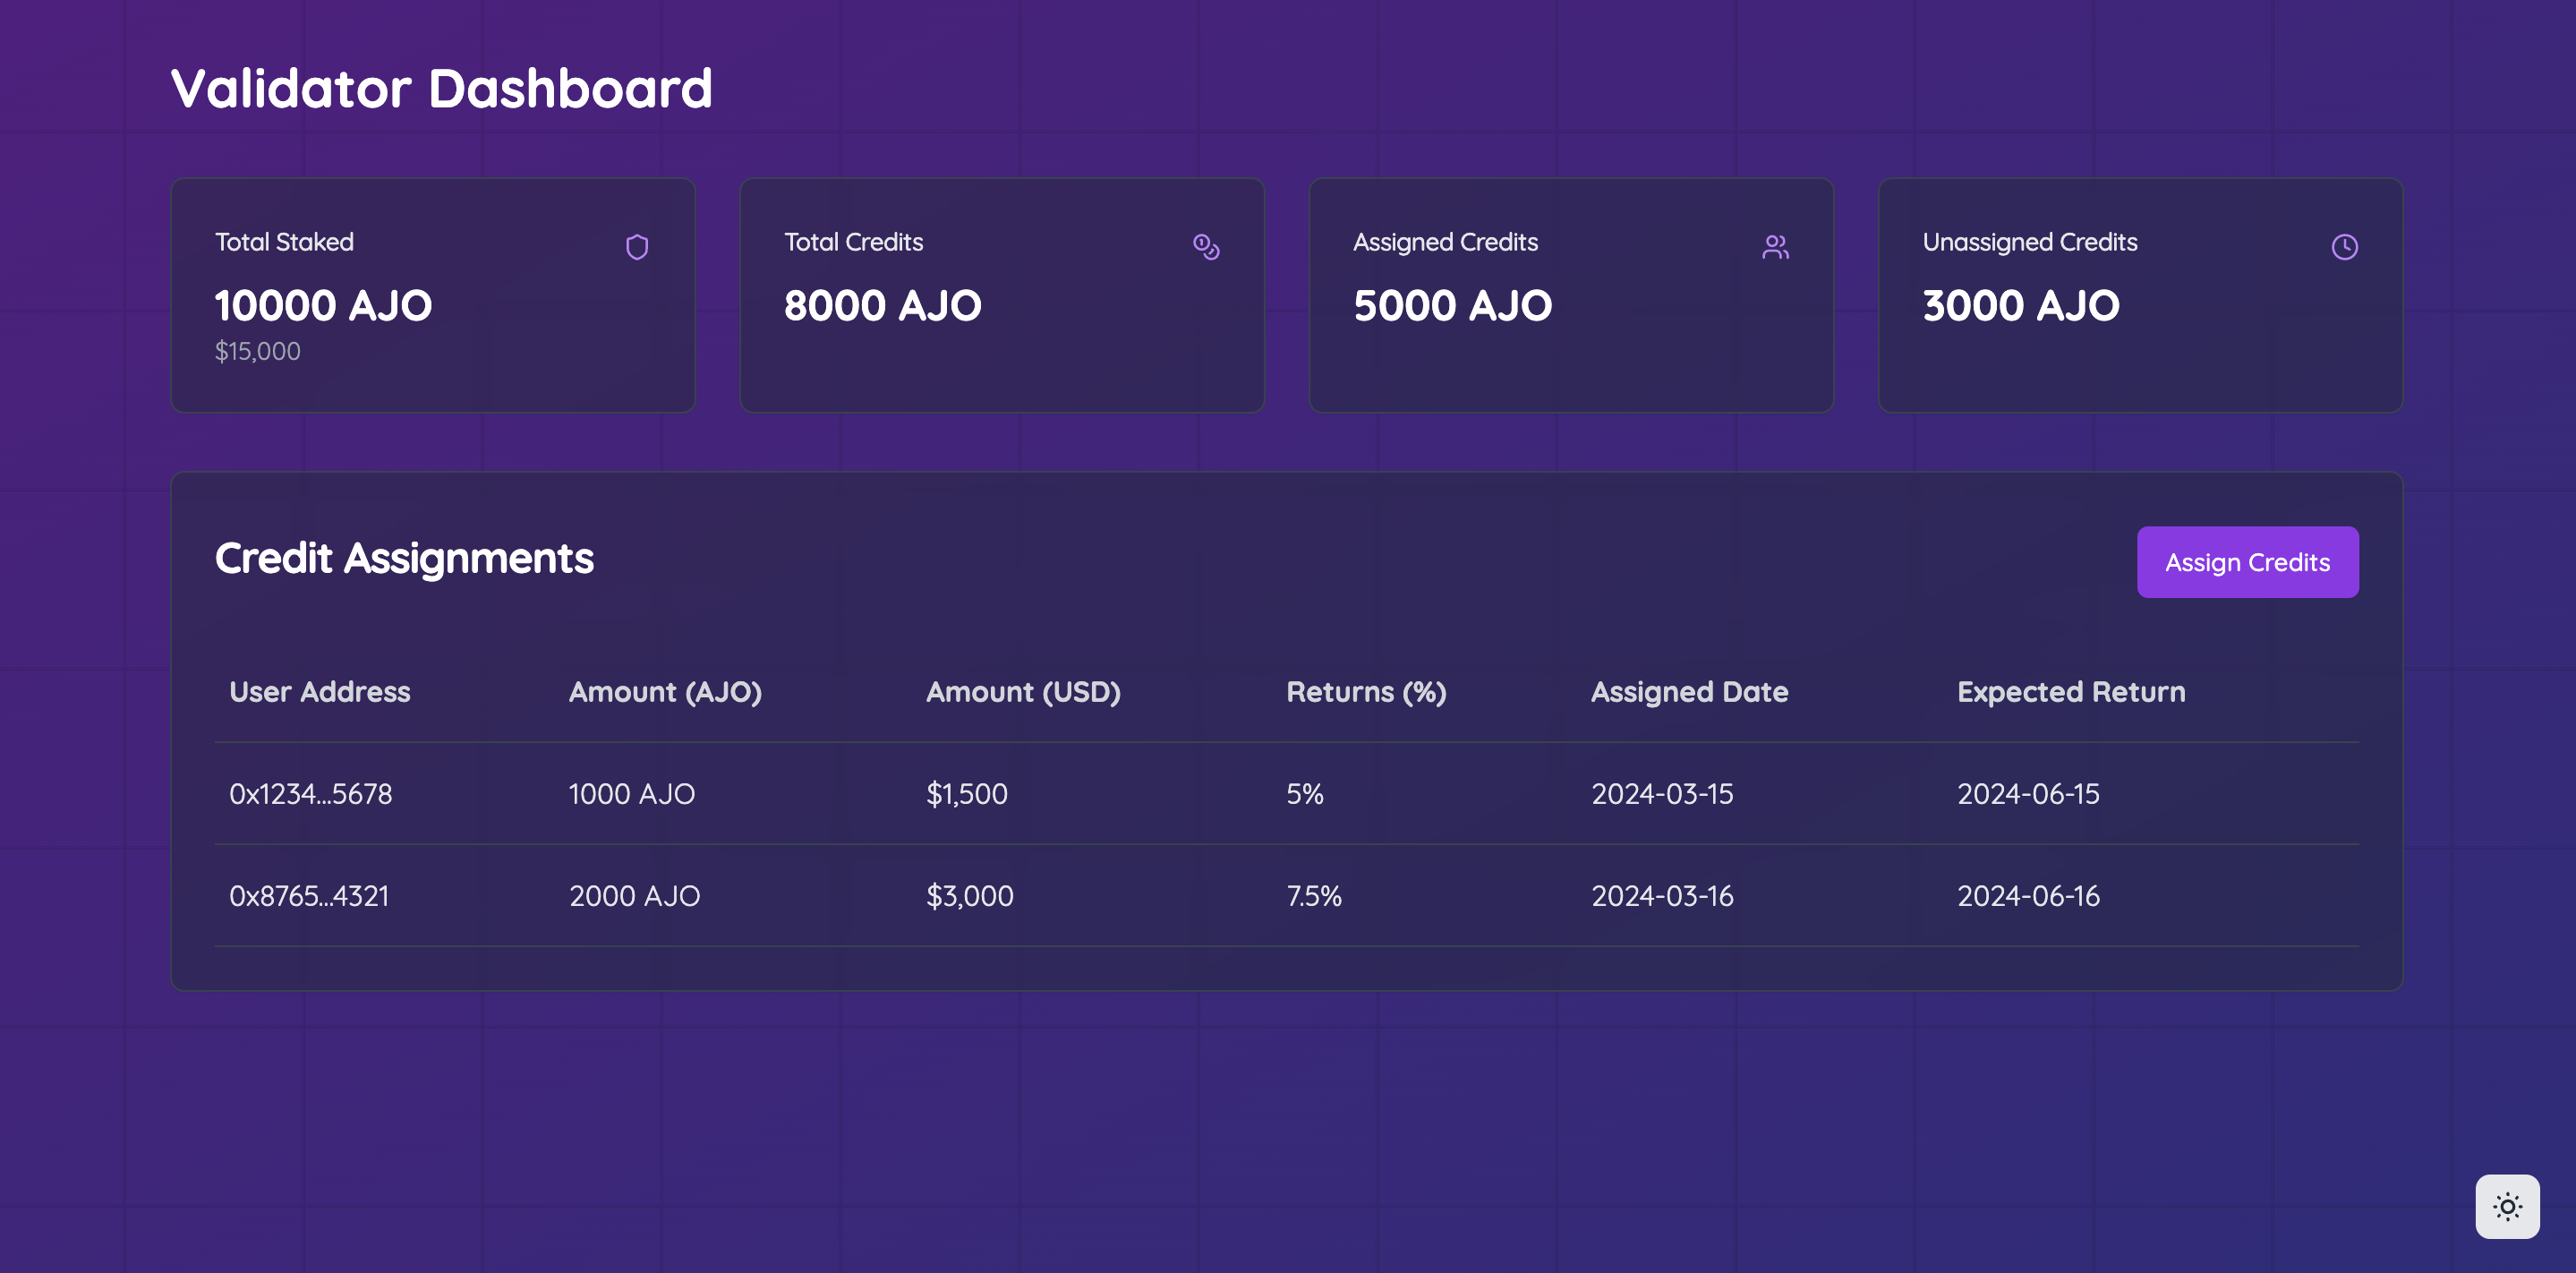 Validator Dashboard
Total Staked
10000 AJO
$15,000
Total Credits
8000 AJO
Assigned Credits
5000 AJO
Unassigned Credits
3000 AJO
Credit Assignments
Assign Credits
User Address Amount (AJO) Amount (USD) Returns (%) Assigned Date Expected Return
0x1234...5678 1000 AJO $1,500 5% 2024-03-15 2024-06-15
0x8765...4321 2000 AJO $3,000 7.5% 2024-03-16 2024-06-16